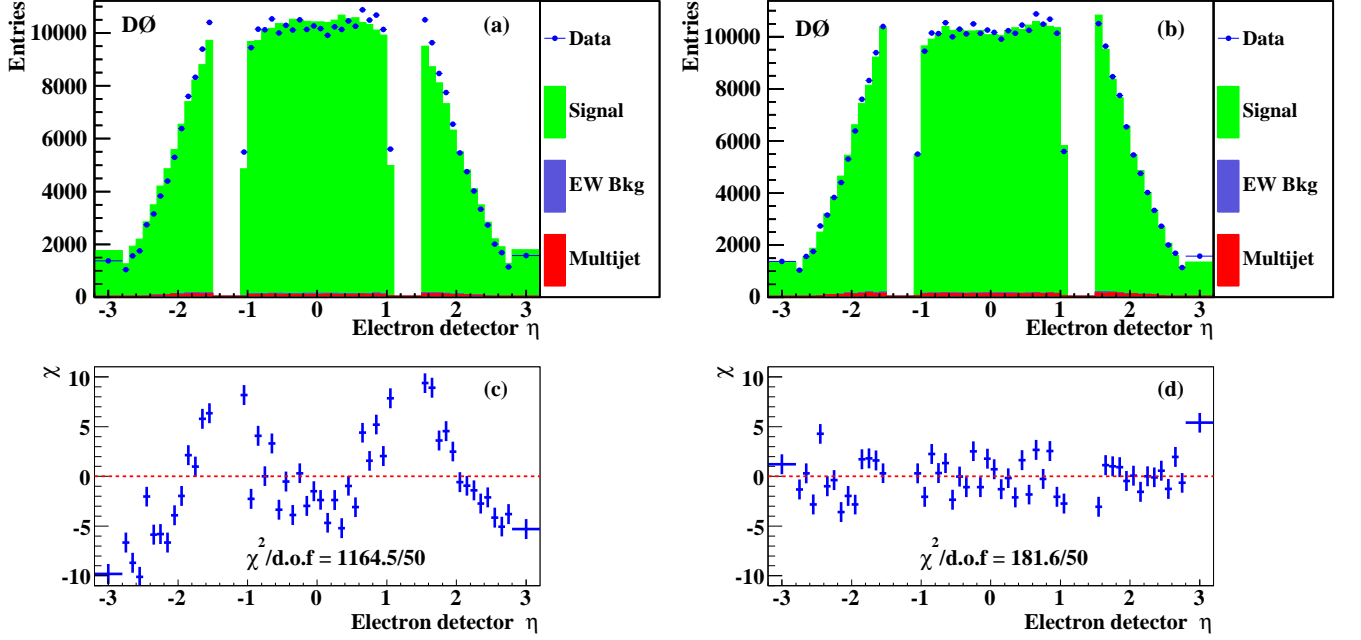 Entries
10000
8000
6000
4000
2000
0
DØ
(a)
Data
Signal
EW Bkg
Multijet
-3 -2 -1 0 1 2 3
Electron detector η
Entries
10000
8000
6000
4000
2000
0
DØ
(b)
Data
Signal
EW Bkg
Multijet
-3 -2 -1 0 1 2 3
Electron detector η
χ
10
5
0
-5
-10
(c)
χ²/d.o.f = 1164.5/50
-3 -2 -1 0 1 2 3
Electron detector η
χ
10
5
0
-5
-10
(d)
χ²/d.o.f = 181.6/50
-3 -2 -1 0 1 2 3
Electron detector η